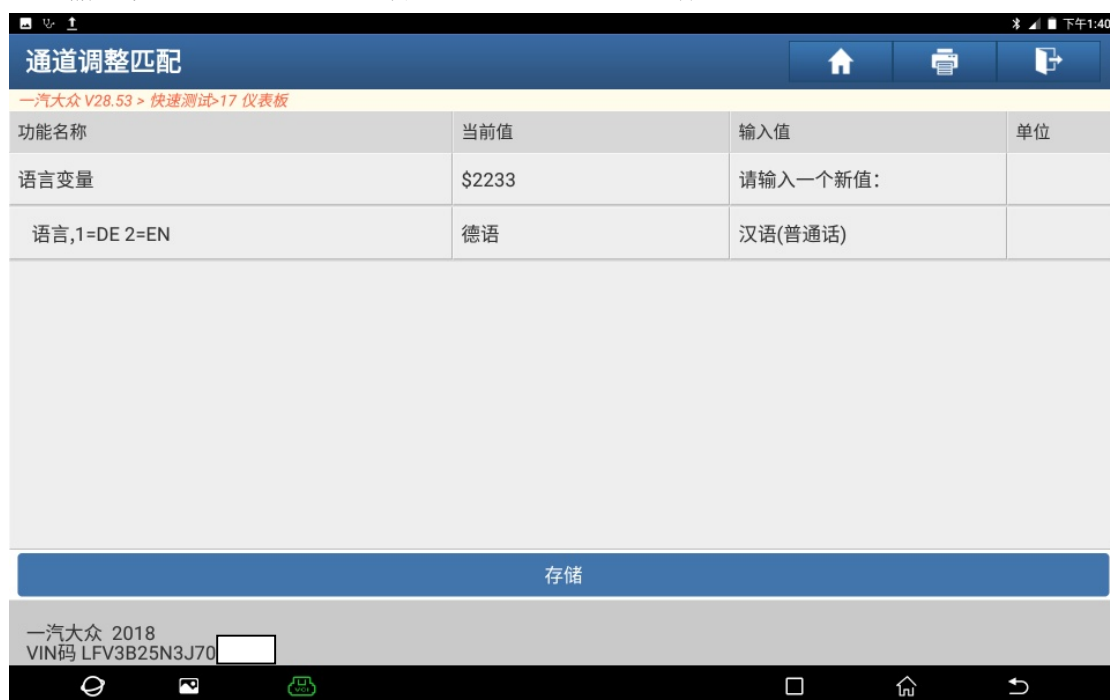 下午1:40
通道调整匹配
一汽大众 V28.53 > 快速测试>17 仪表板
功能名称 当前值 输入值 单位
语言变量 $2233 请输入一个新值：
语言,1=DE 2=EN 德语 汉语(普通话)
存储
一汽大众 2018
VIN码 LFV3B25N3J70
VCI